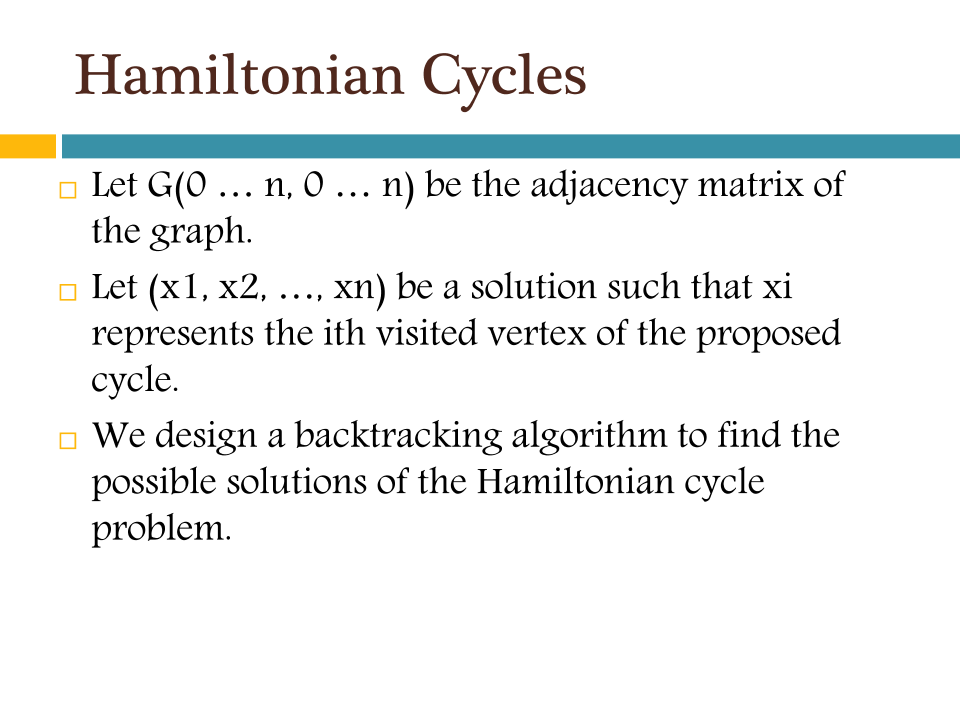 Hamiltonian Cycles
Let G(0 … n, 0 … n) be the adjacency matrix of
the graph.
Let (x1, x2, …, xn) be a solution such that xi
represents the ith visited vertex of the proposed
cycle.
We design a backtracking algorithm to find the
possible solutions of the Hamiltonian cycle
problem.